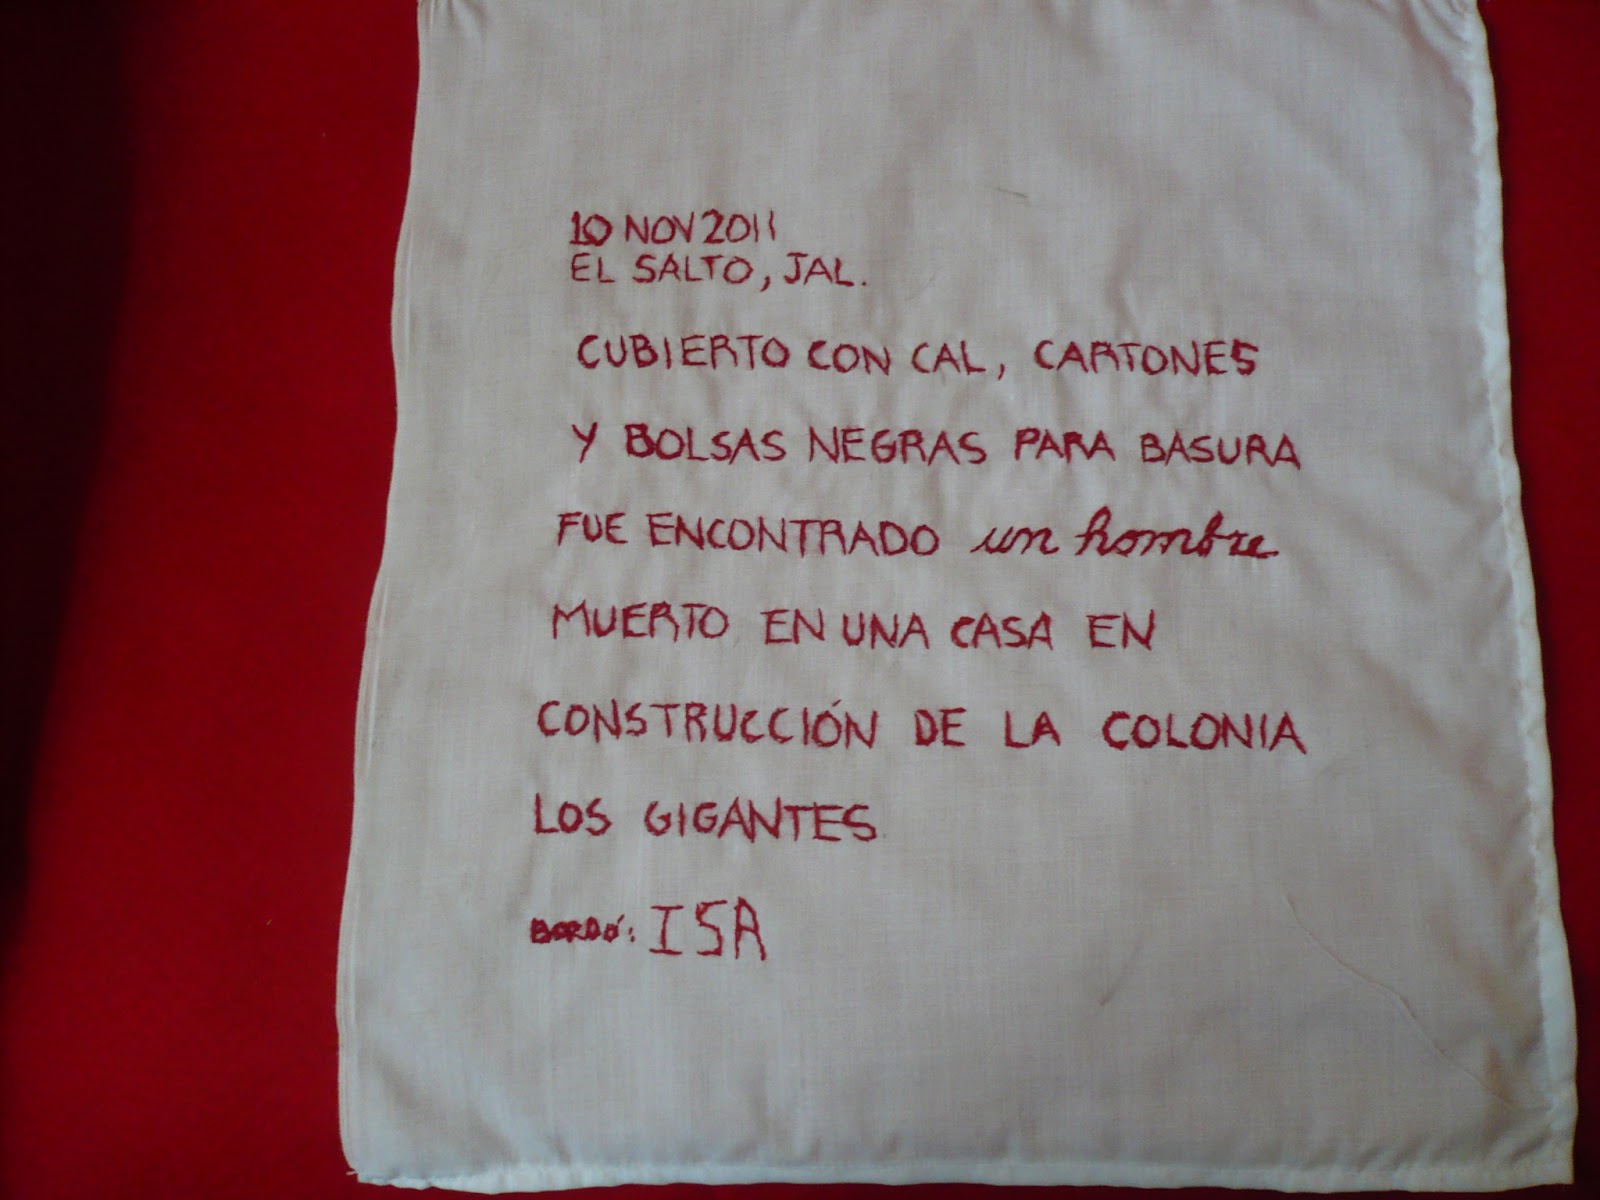 10 NOV 2011
EL SALTO, JAL.
CUBIERTO CON CAL, CARTONES
Y BOLSAS NEGRAS PARA BASURA
FUE ENCONTRADO un hombre
MUERTO EN UNA CASA EN
CONSTRUCCIÓN DE LA COLONIA
LOS GIGANTES
BORDÓ: ISA